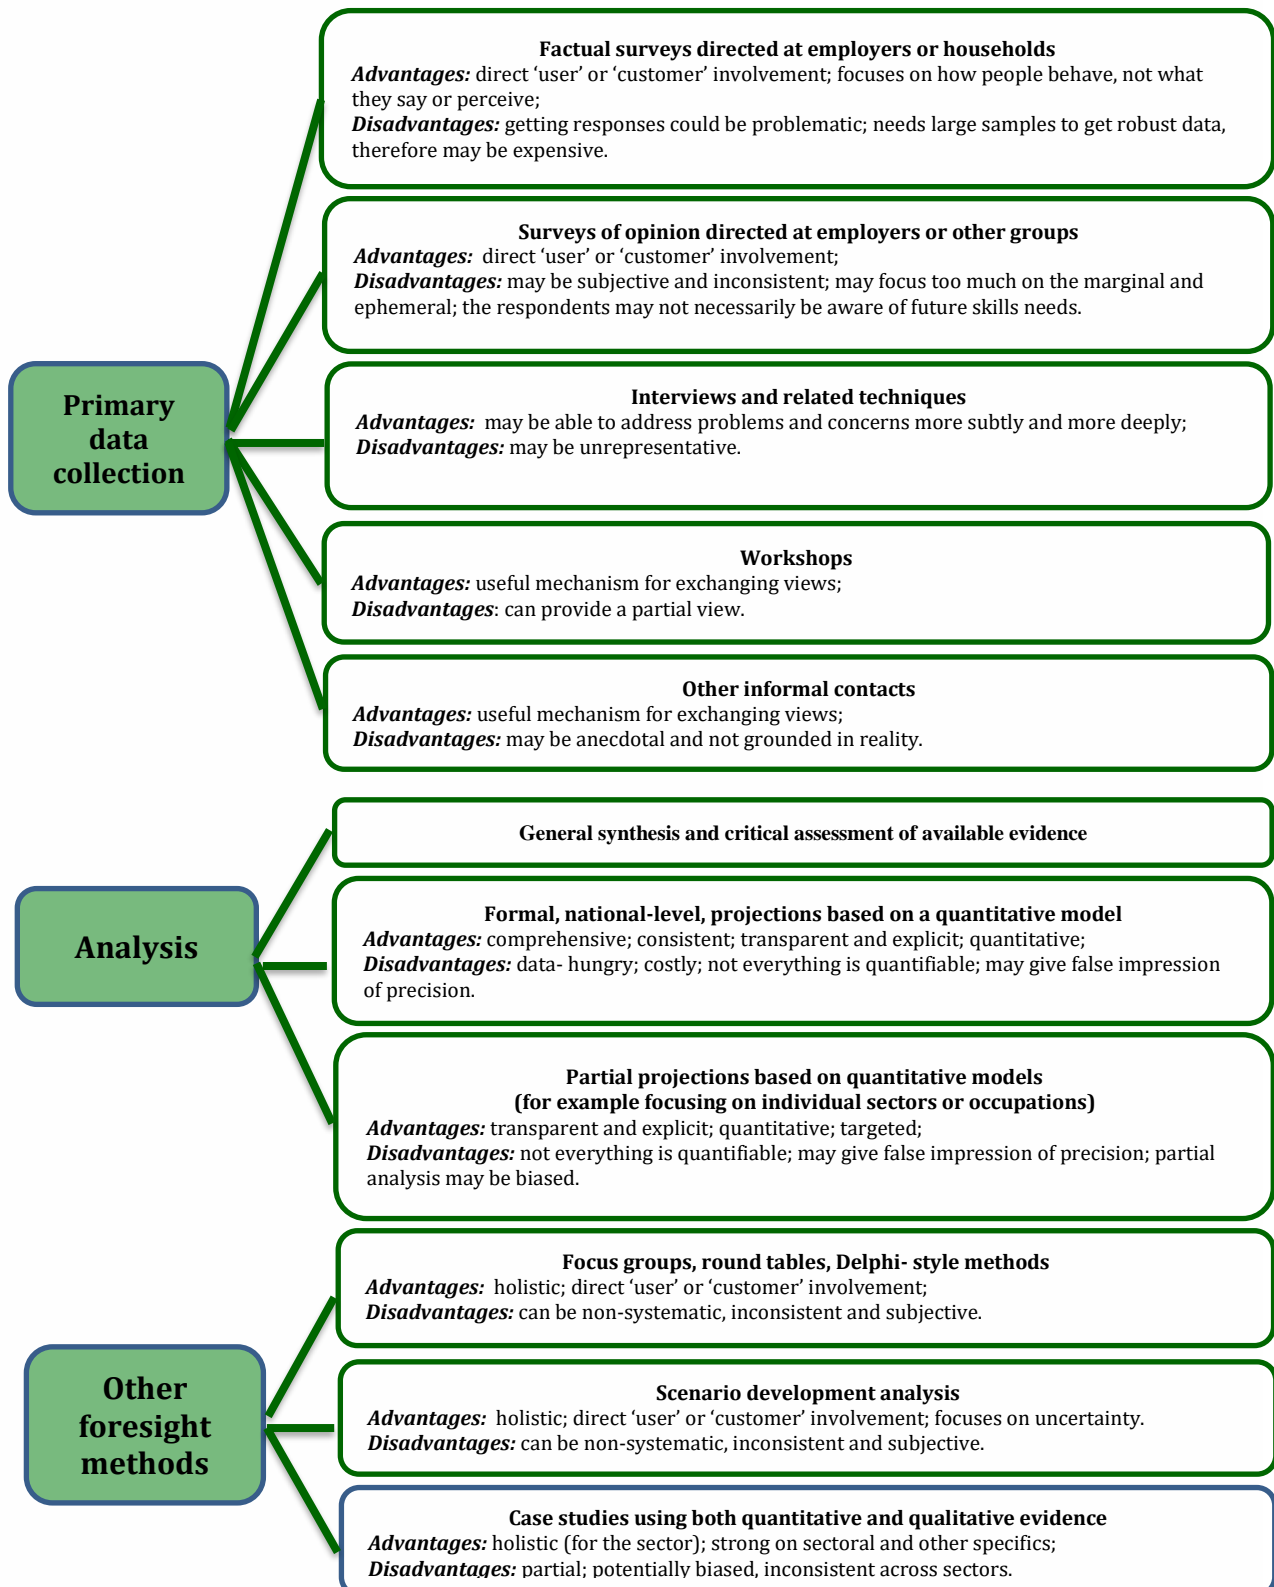 Factual surveys directed at employers or households
Advantages: direct ‘user’ or ‘customer’ involvement; focuses on how people behave, not what
they say or perceive;
Disadvantages: getting responses could be problematic; needs large samples to get robust data,
therefore may be expensive.
Surveys of opinion directed at employers or other groups
Advantages: direct ‘user’ or ‘customer’ involvement;
Disadvantages: may be subjective and inconsistent; may focus too much on the marginal and
ephemeral; the respondents may not necessarily be aware of future skills needs.
Primary
data
collection
Interviews and related techniques
Advantages: may be able to address problems and concerns more subtly and more deeply;
Disadvantages: may be unrepresentative.
Workshops
Advantages: useful mechanism for exchanging views;
Disadvantages: can provide a partial view.
Other informal contacts
Advantages: useful mechanism for exchanging views;
Disadvantages: may be anecdotal and not grounded in reality.
General synthesis and critical assessment of available evidence
Analysis
Formal, national-level, projections based on a quantitative model
Advantages: comprehensive; consistent; transparent and explicit; quantitative;
Disadvantages: data- hungry; costly; not everything is quantifiable; may give false impression
of precision.
Partial projections based on quantitative models
(for example focusing on individual sectors or occupations)
Advantages: transparent and explicit; quantitative; targeted;
Disadvantages: not everything is quantifiable; may give false impression of precision; partial
analysis may be biased.
Focus groups, round tables, Delphi- style methods
Advantages: holistic; direct ‘user’ or ‘customer’ involvement;
Disadvantages: can be non-systematic, inconsistent and subjective.
Other
foresight
methods
Scenario development analysis
Advantages: holistic; direct ‘user’ or ‘customer’ involvement; focuses on uncertainty.
Disadvantages: can be non-systematic, inconsistent and subjective.
Case studies using both quantitative and qualitative evidence
Advantages: holistic (for the sector); strong on sectoral and other specifics;
Disadvantages: partial; potentially biased, inconsistent across sectors.